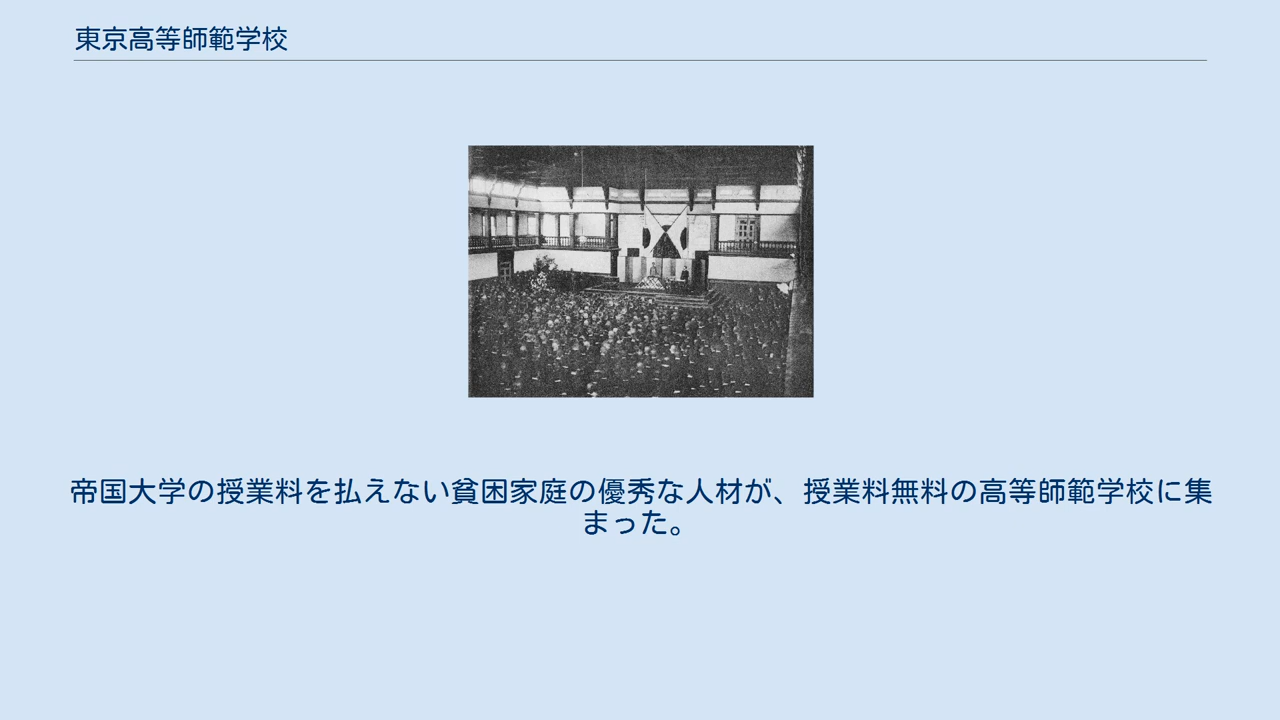 東京高等師範学校
帝国大学の授業料を払えない貧困家庭の優秀な人材が、授業料無料の高等師範学校に集
まった。